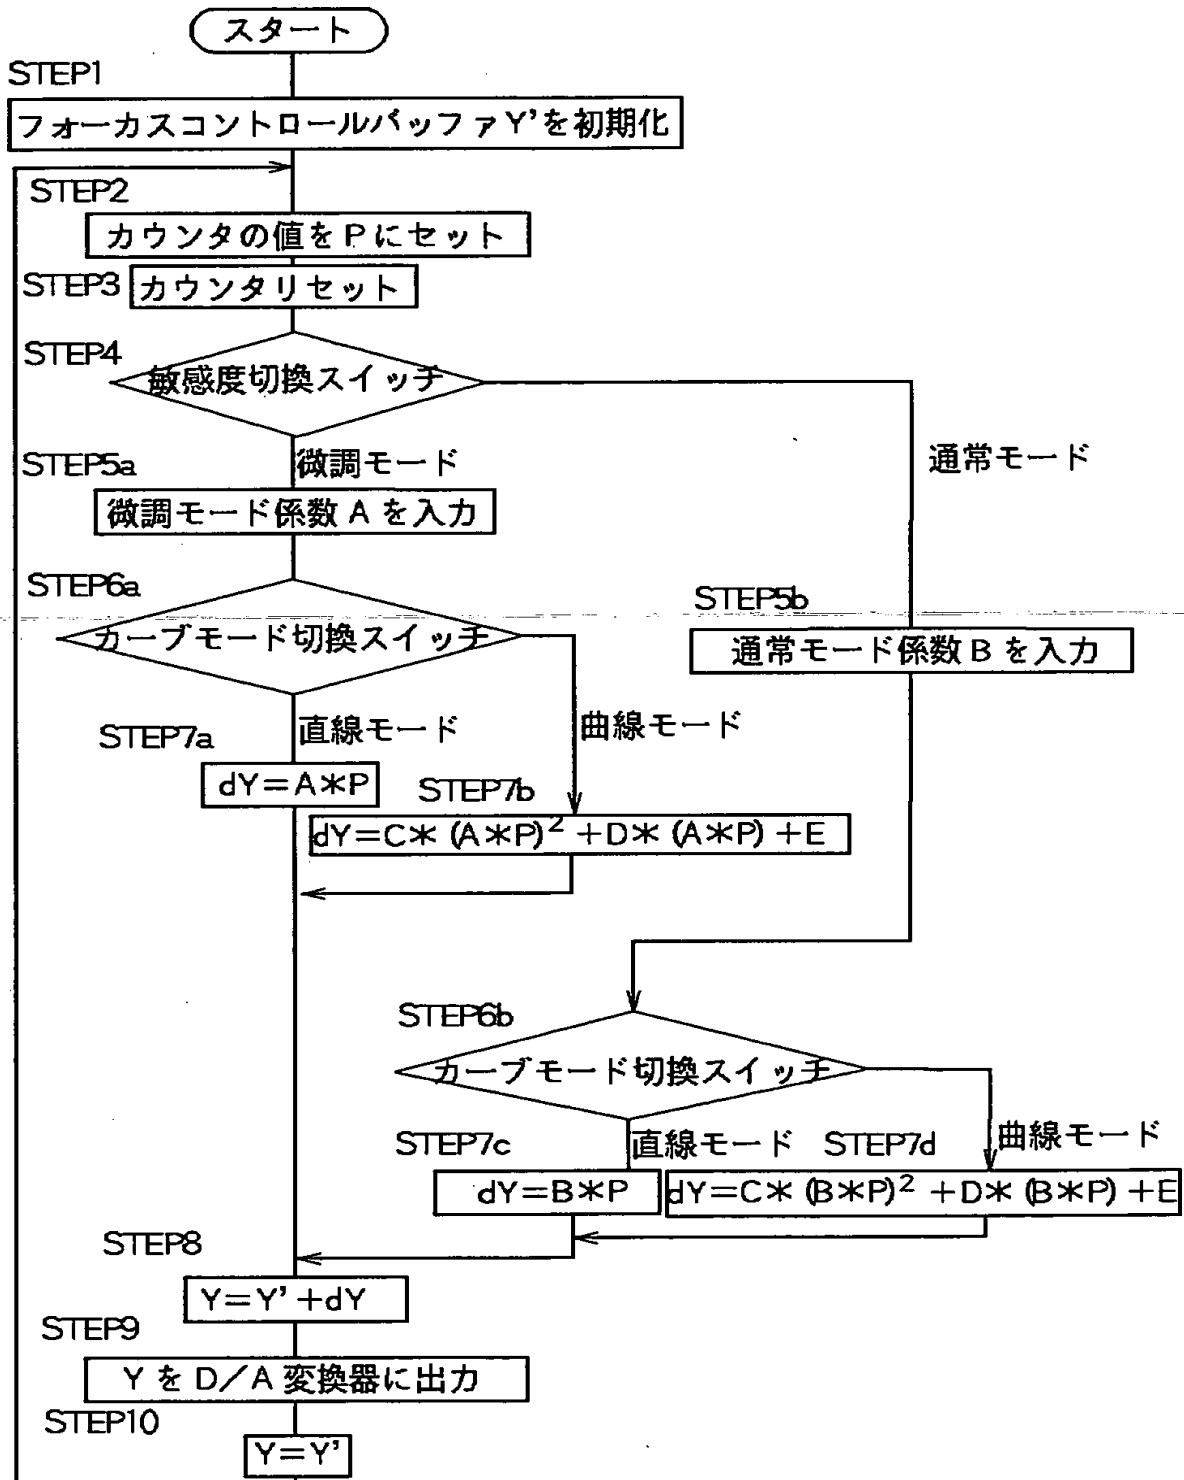 スタート
STEP1
フォーカスコントロールバッファY'を初期化
STEP2
カウンタの値をPにセット
STEP3
カウンタリセット
STEP4
敏感度切換スイッチ
STEP5a
微調モード
通常モード
微調モード係数Aを入力
STEP6a
カーブモード切換スイッチ
STEP5b
通常モード係数Bを入力
STEP7a
直線モード
曲線モード
dY=A*P
STEP7b
dY=C*(A*P)²+D*(A*P)+E
STEP6b
カーブモード切換スイッチ
STEP7c
直線モード
STEP7d
曲線モード
dY=B*P
dY=C*(B*P)²+D*(B*P)+E
STEP8
Y=Y'+dY
STEP9
YをD/A変換器に出力
STEP10
Y=Y'